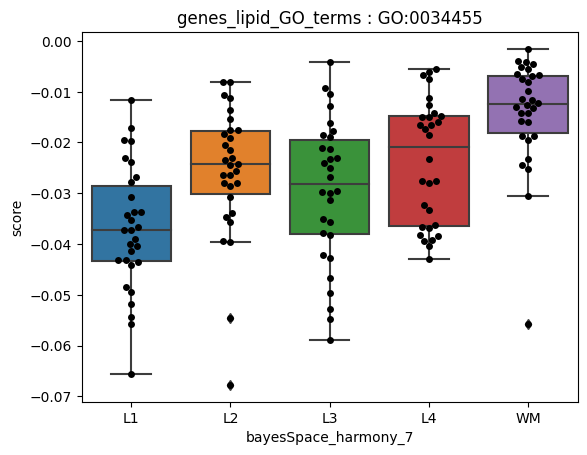 genes_lipid_GO_terms : GO:0034455
0.00
−0.01
−0.02
−0.03
−0.04
−0.05
−0.06
−0.07
score
L1 L2 L3 L4 WM
bayesSpace_harmony_7